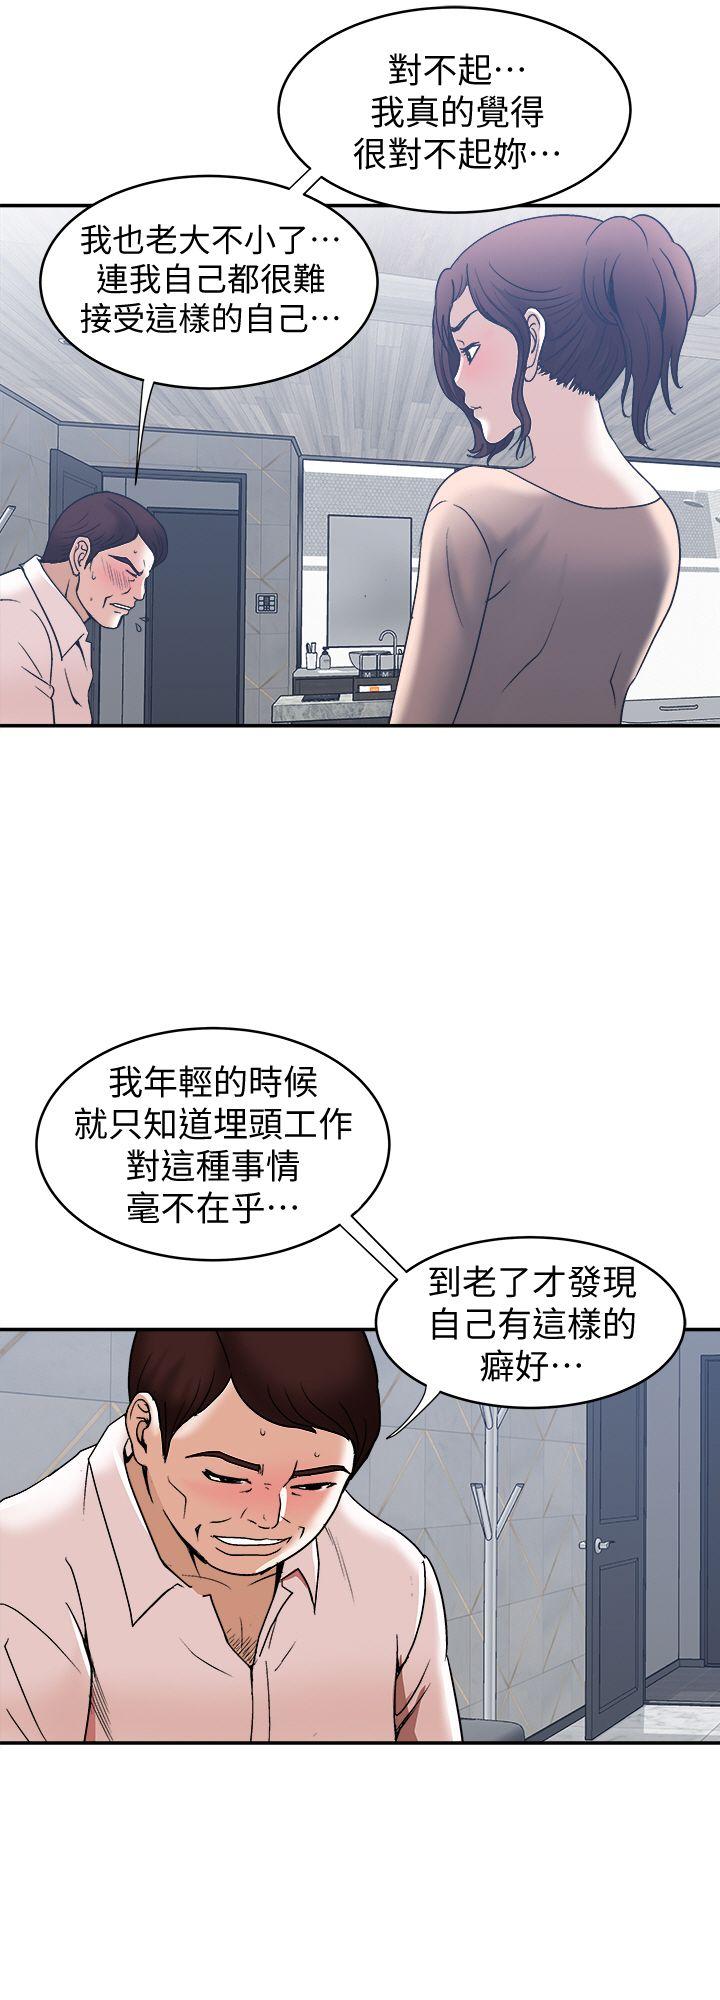 對不起…
我真的覺得
很對不起妳…
我也老大不小了…
連我自己都很難
接受這樣的自己…
我年輕的時候
就只知道埋頭工作
對這種事情
毫不在乎…
到老了才發現
自己有這樣的
癖好…